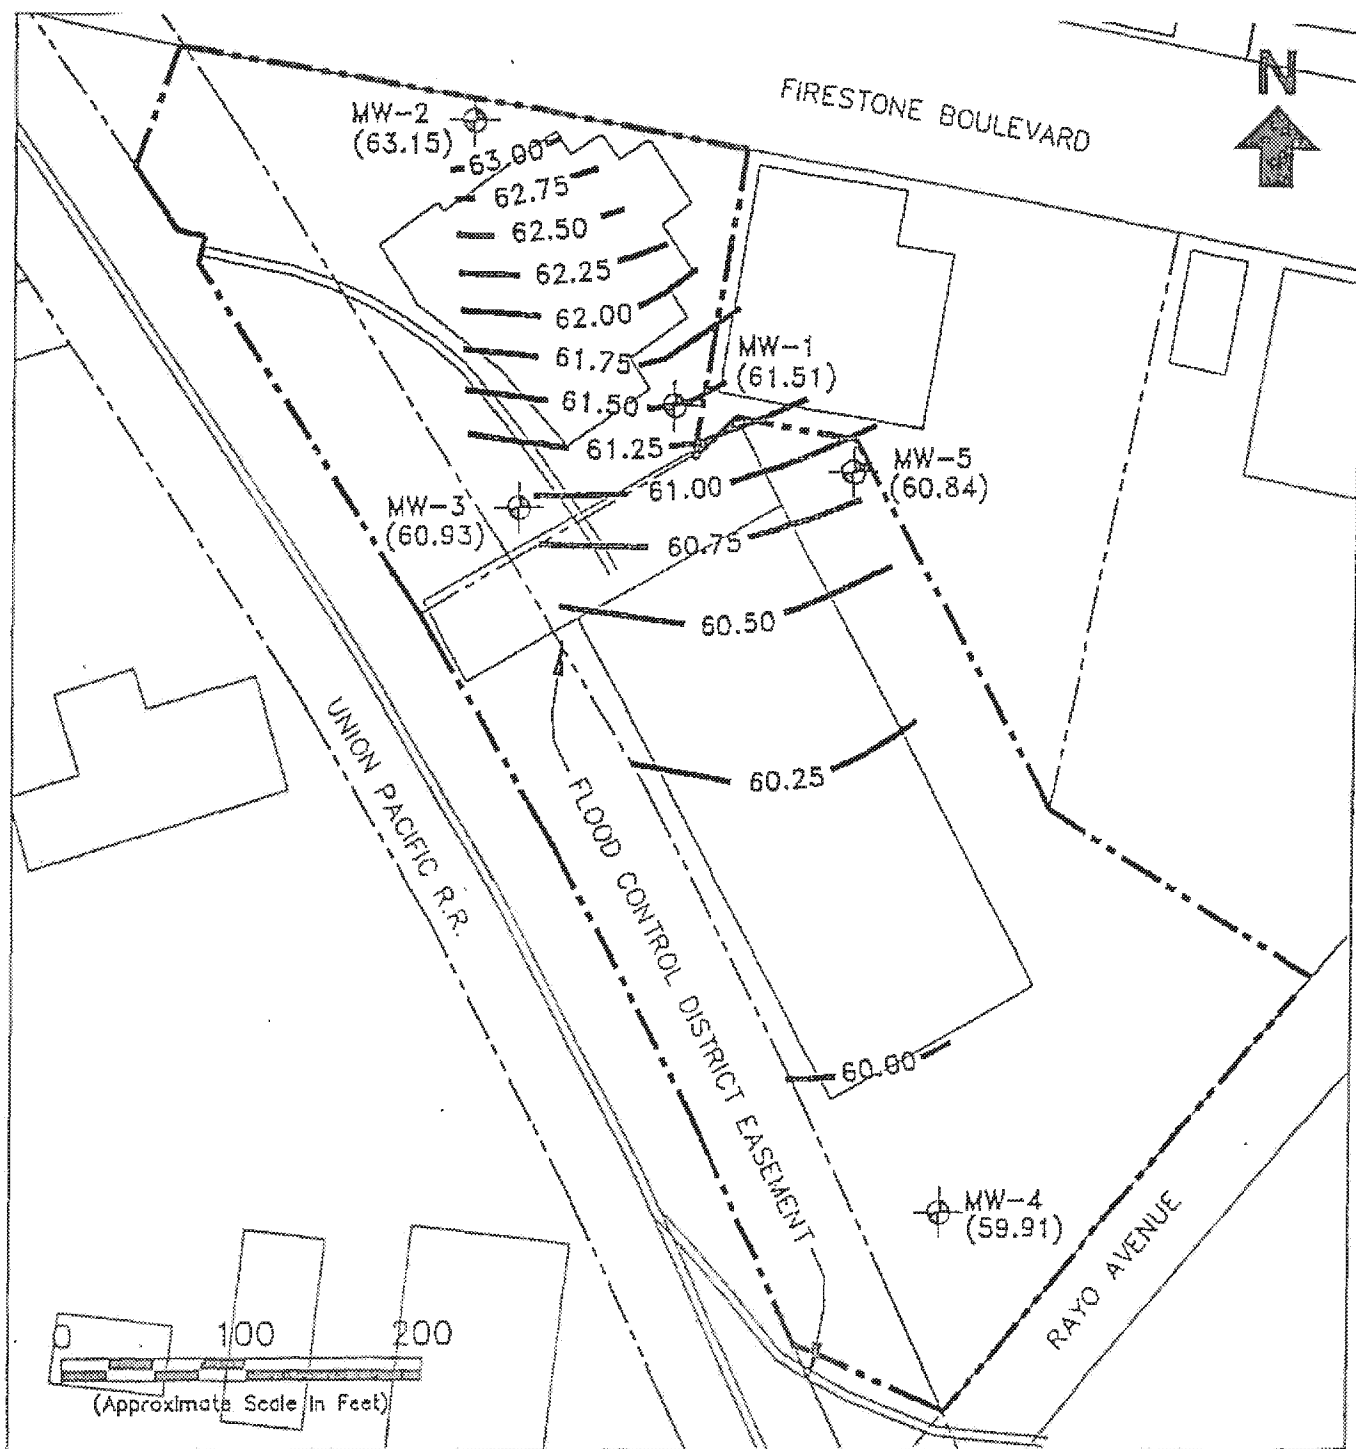 N
FIRESTONE BOULEVARD
MW-2
(63.15)
63.00
62.75
62.50
62.25
62.00
61.75
MW-1
(61.51)
61.50
61.25
61.00
MW-5
(60.84)
MW-3
(60.93)
60.75
60.50
60.25
UNION PACIFIC R.R.
FLOOD CONTROL DISTRICT EASEMENT
60.00
MW-4
(59.91)
RAYO AVENUE
0 100 200
(Approximate Scale in Feet)